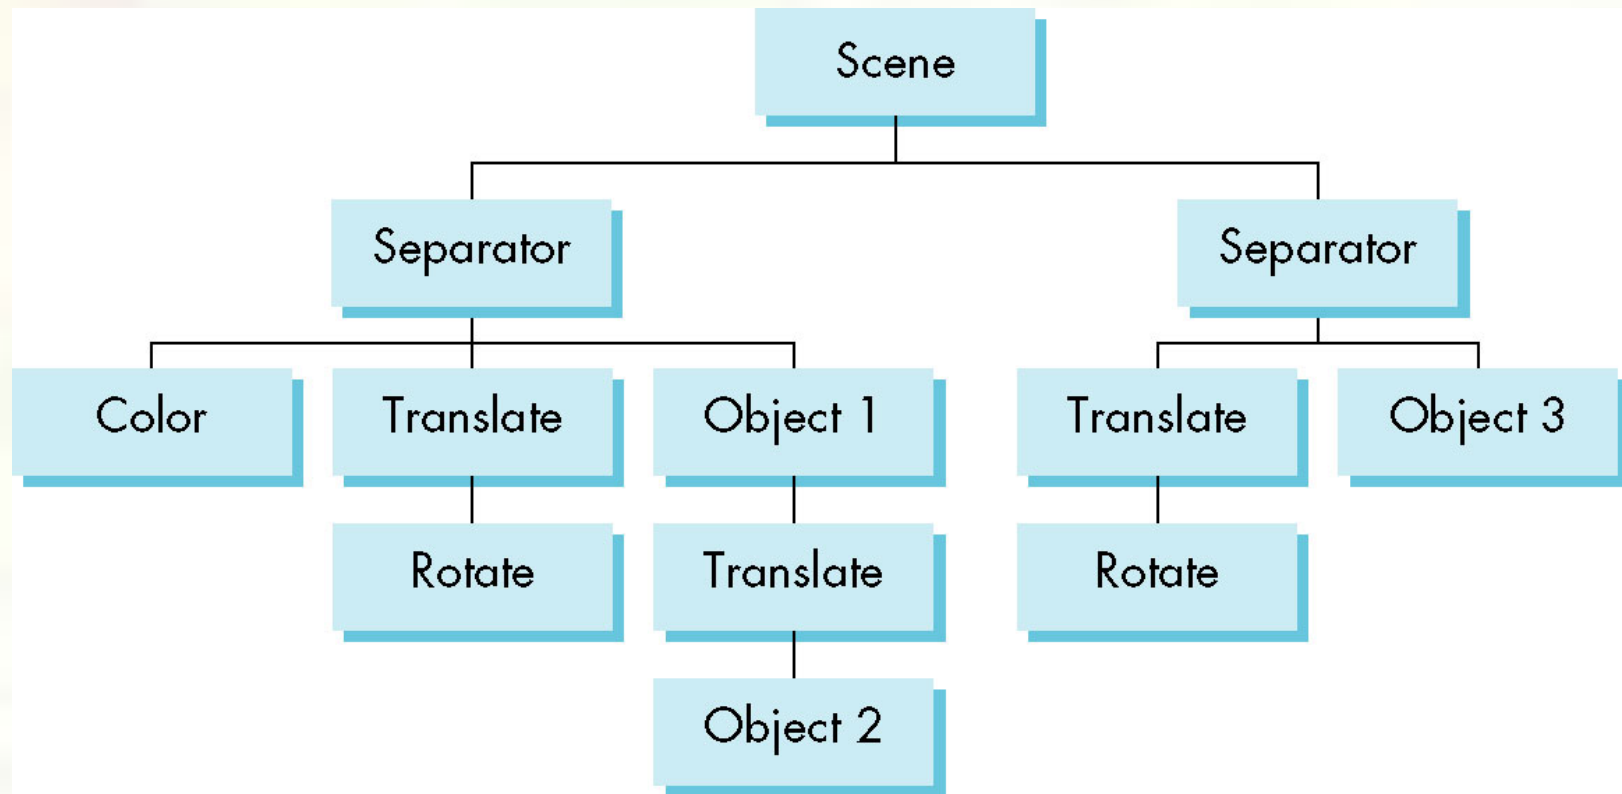 Scene
Separator
Separator
Color
Translate
Object 1
Translate
Object 3
Rotate
Translate
Rotate
Object 2